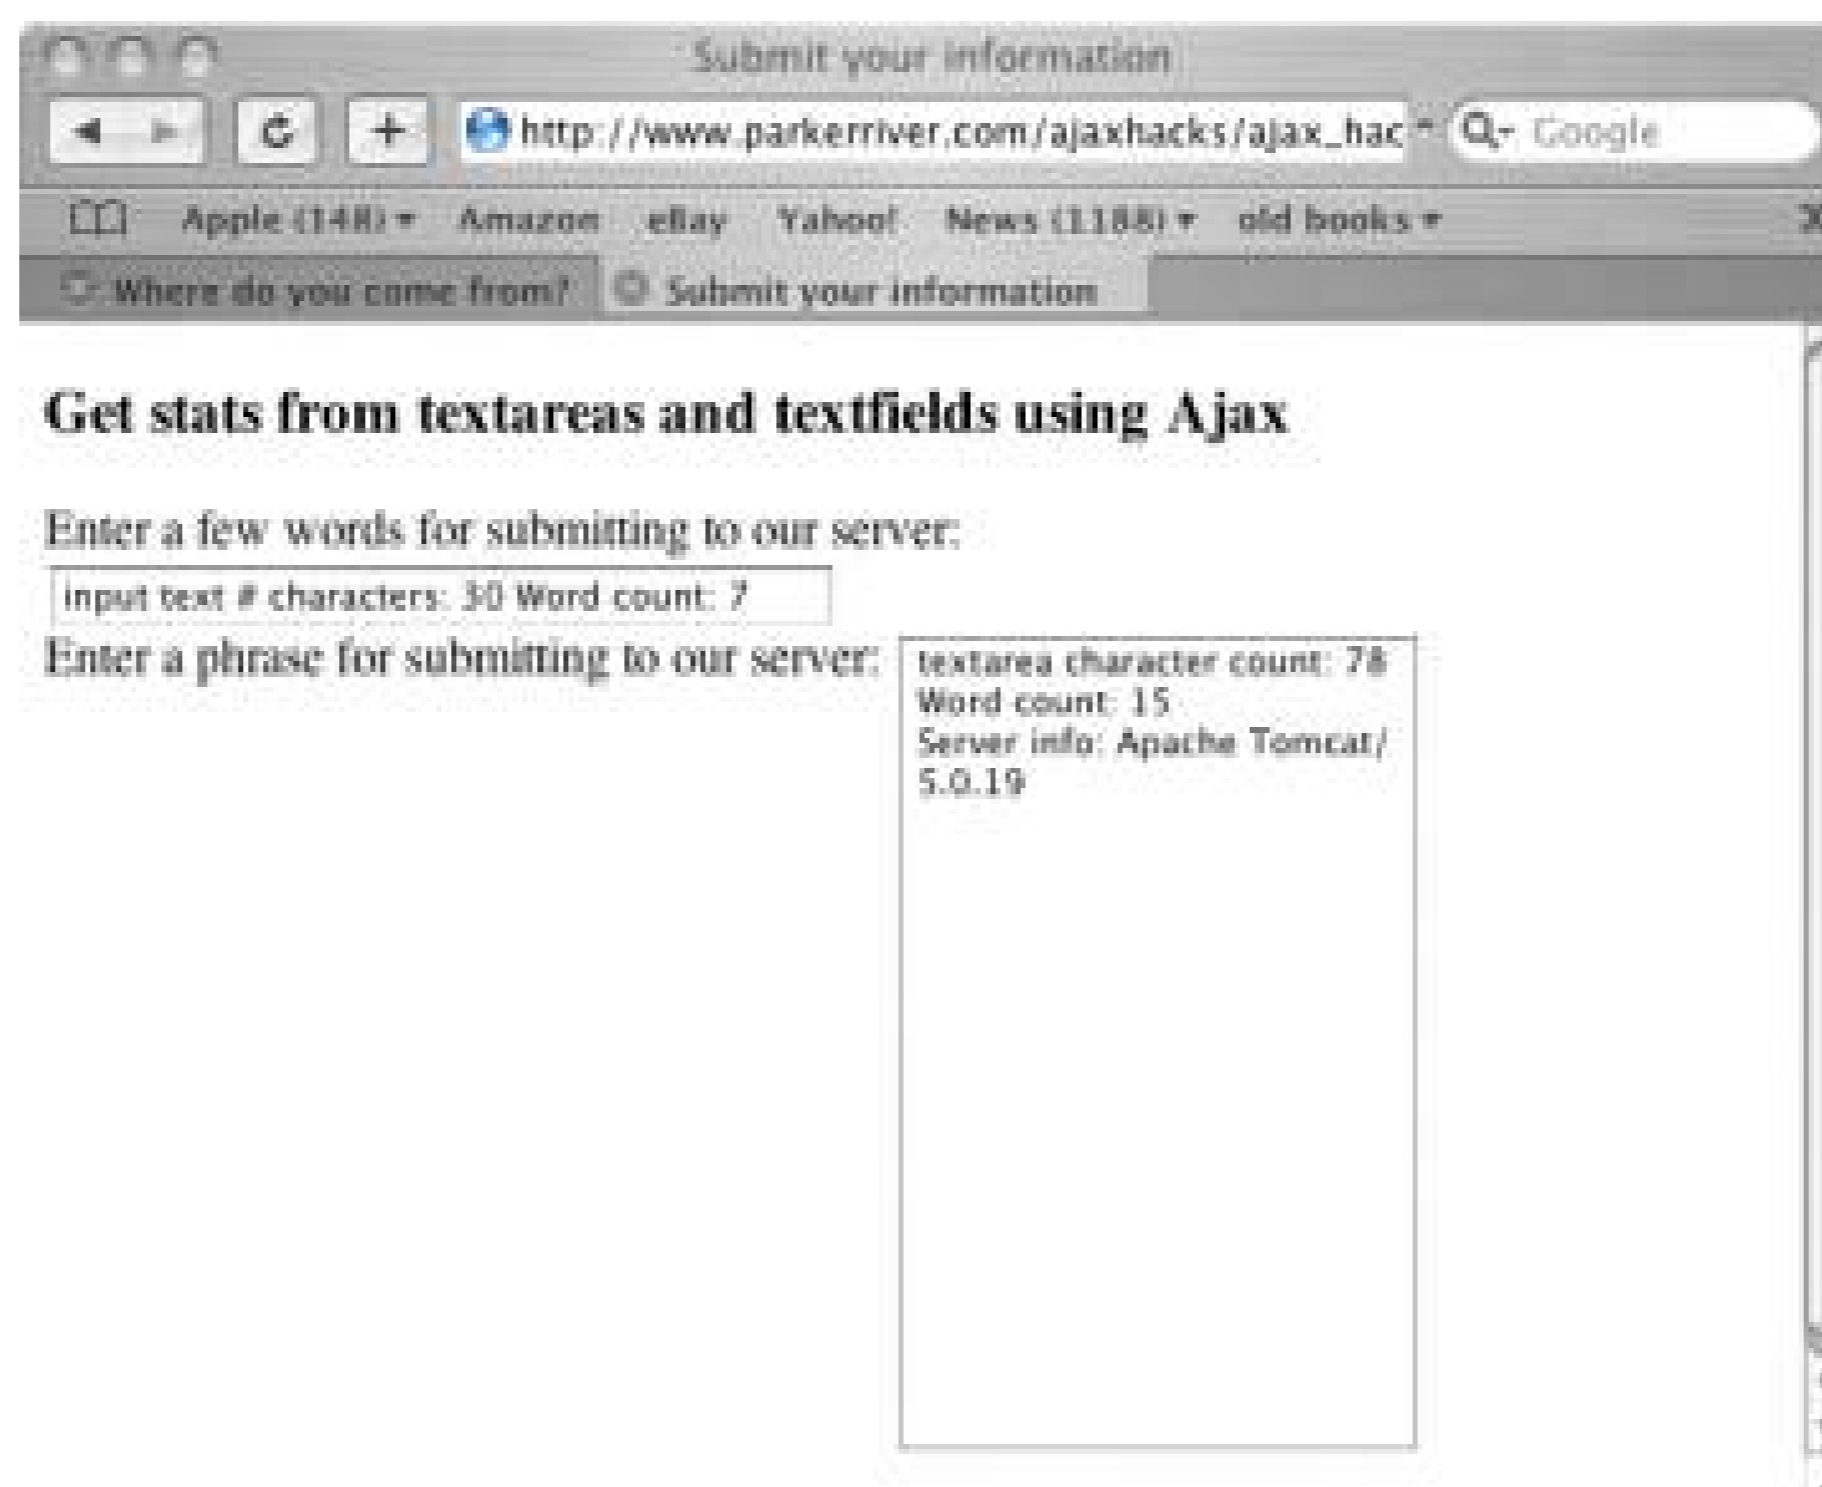 Submit your information
http://www.parkerriver.com/ajaxhacks/ajax_hac Google
Apple (148) Amazon eBay Yahoo! News (1188) old books
Where do you come from? Submit your information
Get stats from textareas and textfields using Ajax
Enter a few words for submitting to our server:
input text # characters: 30 Word count: 7
Enter a phrase for submitting to our server:
textarea character count: 78
Word count: 15
Server info: Apache Tomcat/
5.0.19